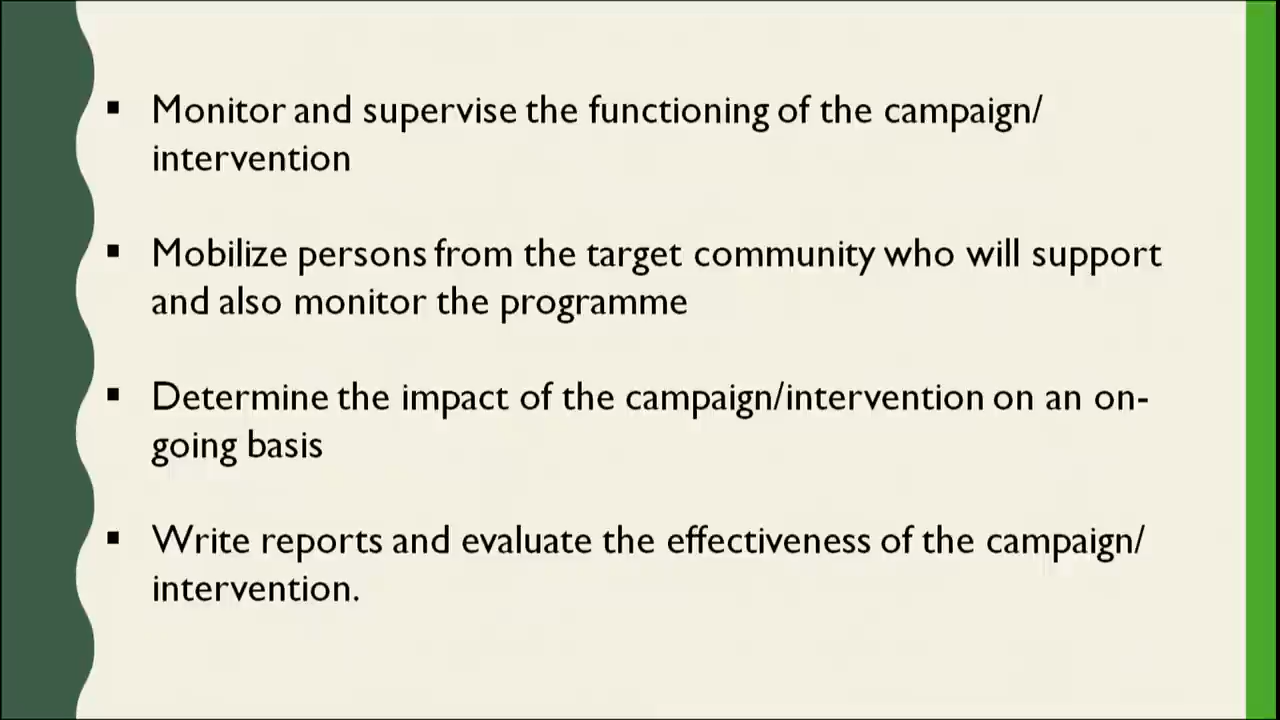 ▪ Monitor and supervise the functioning of the campaign/
intervention
▪ Mobilize persons from the target community who will support
and also monitor the programme
▪ Determine the impact of the campaign/intervention on an on-
going basis
▪ Write reports and evaluate the effectiveness of the campaign/
intervention.